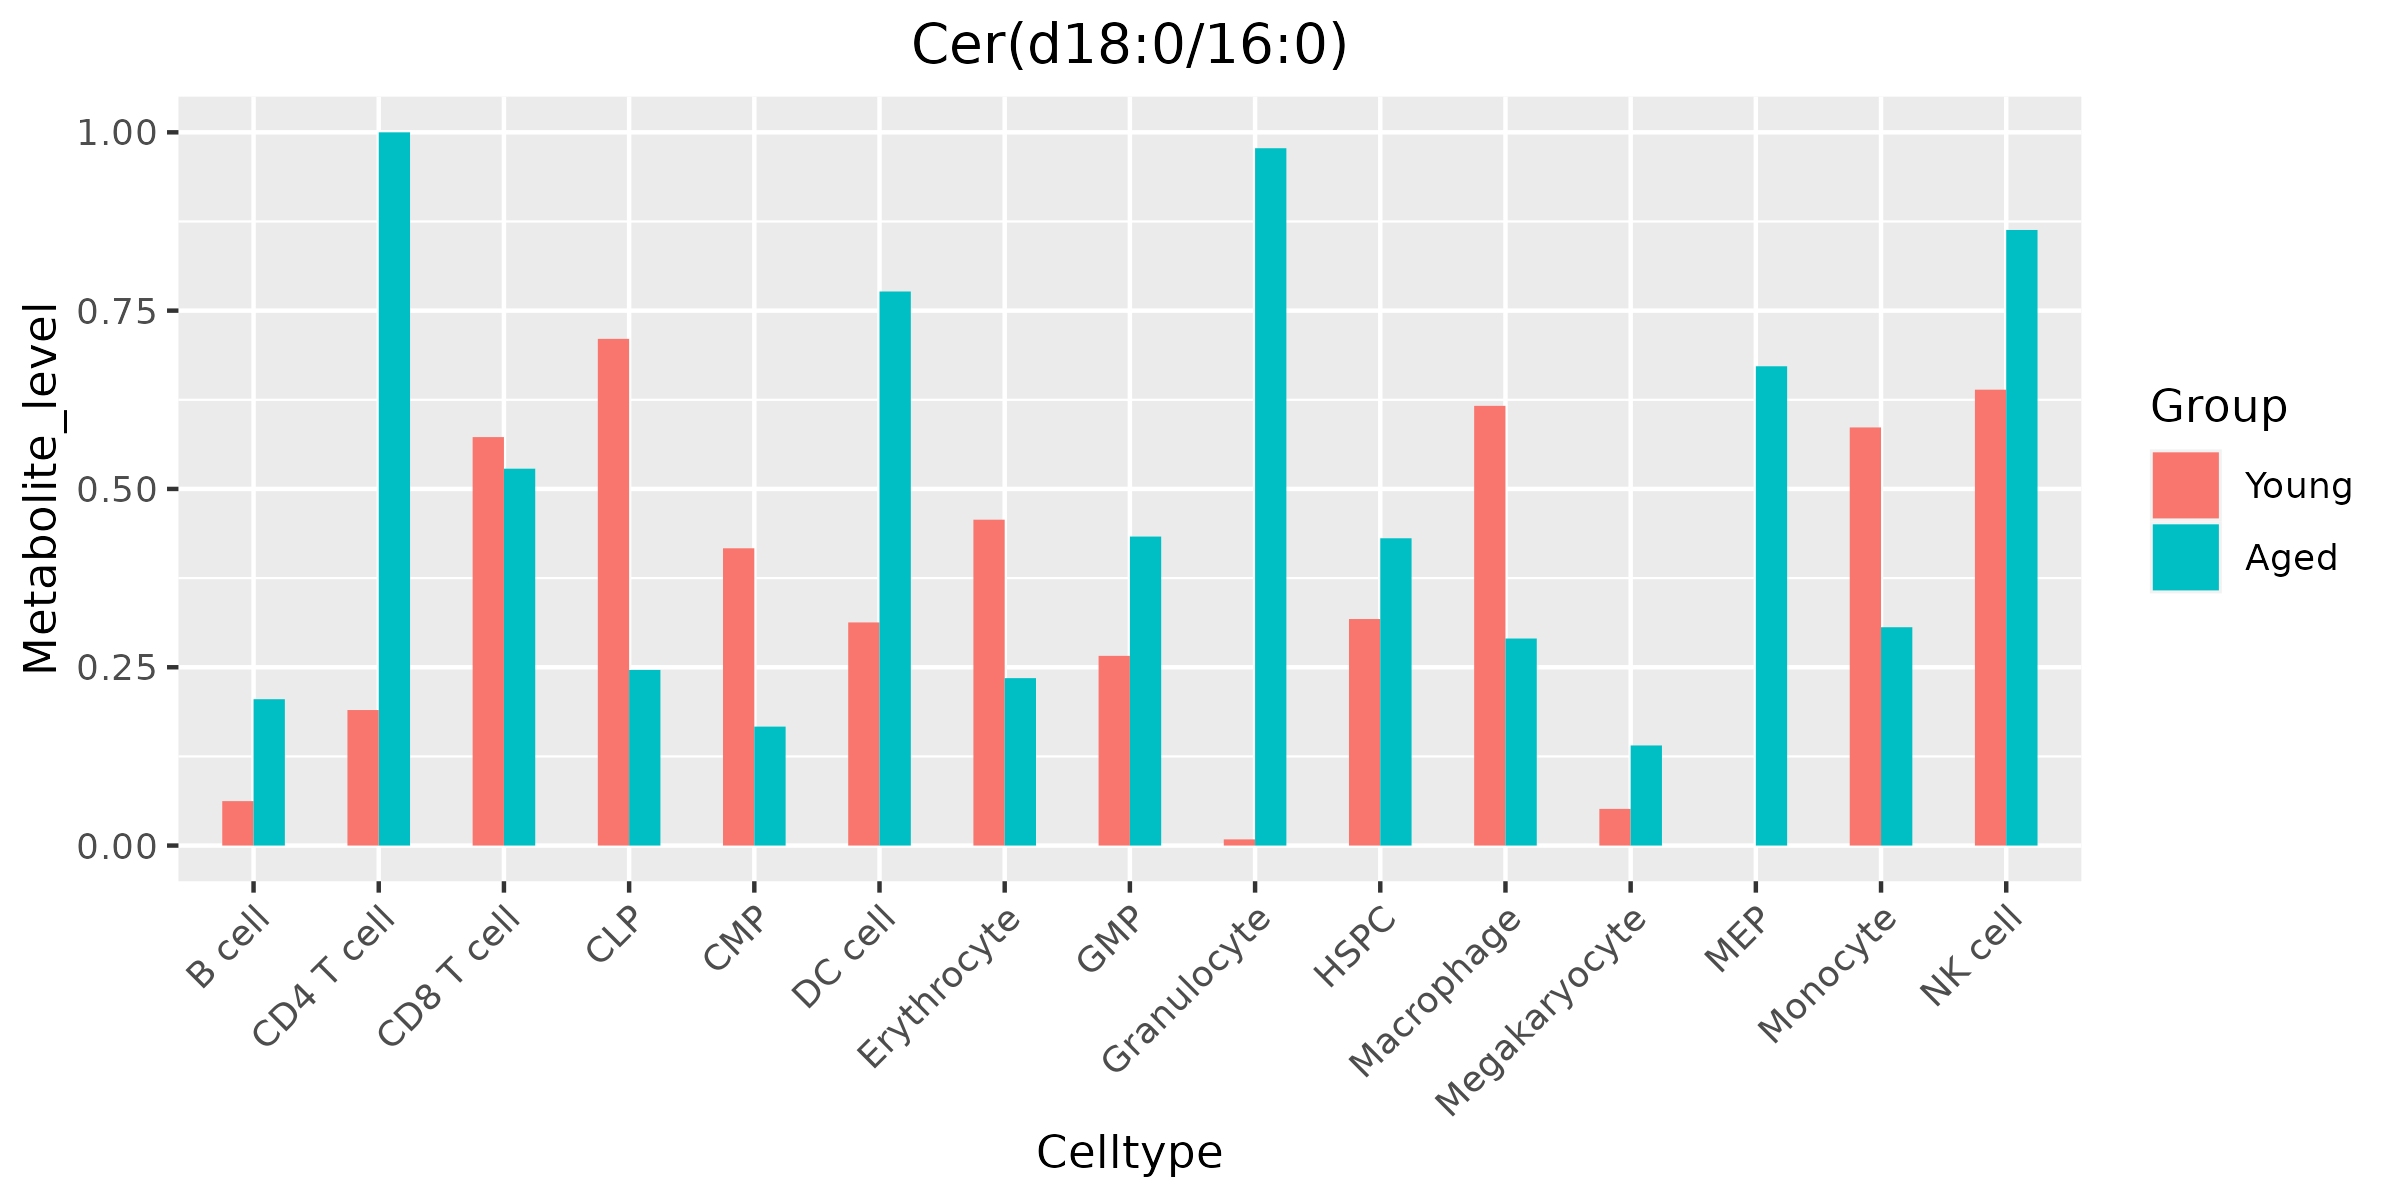 Cer(d18:0/16:0)
Metabolite_level
1.00
0.75
0.50
0.25
0.00
B cell
CD4 T cell
CD8 T cell
CLP
CMP
DC cell
Erythrocyte
GMP
Granulocyte
HSPC
Macrophage
Megakaryocyte
MEP
Monocyte
NK cell
Celltype
Group
Young
Aged